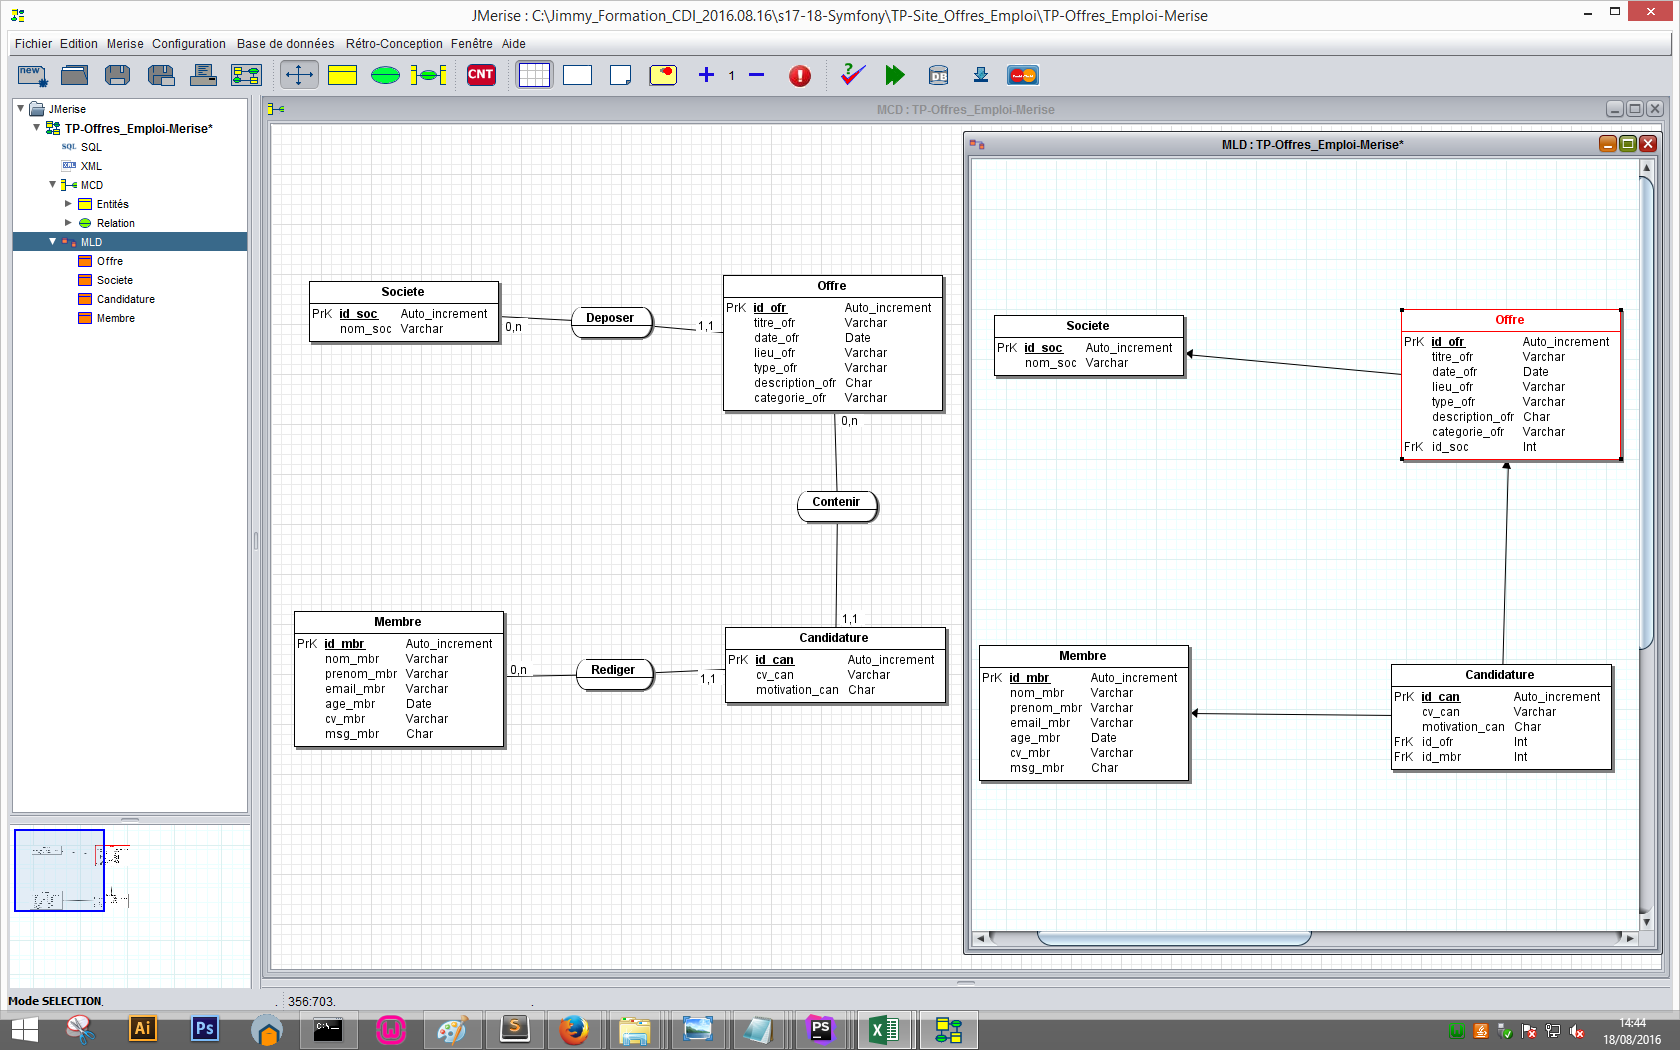 JMerise : C:\Jimmy_Formation_CDI_2016.08.16\s17-18-Symfony\TP-Site_Offres_Emploi\TP-Offres_Emploi-Merise
Fichier Edition Merise Configuration Base de données Rétro-Conception Fenêtre Aide
new CNT 1 ! ? DB
JMerise
TP-Offres_Emploi-Merise*
SQL SQL
XML
MCD
Entités
Relation
MLD
Offre
Societe
Candidature
Membre
MCD : TP-Offres_Emploi-Merise
Societe
PrK id_soc Auto_increment
nom_soc Varchar
0,n
Deposer
1,1
Offre
PrK id_ofr Auto_increment
titre_ofr Varchar
date_ofr Date
lieu_ofr Varchar
type_ofr Varchar
description_ofr Char
categorie_ofr Varchar
0,n
Contenir
1,1
Membre
PrK id_mbr Auto_increment
nom_mbr Varchar
prenom_mbr Varchar
email_mbr Varchar
age_mbr Date
cv_mbr Varchar
msg_mbr Char
0,n
Rediger
1,1
Candidature
PrK id_can Auto_increment
cv_can Varchar
motivation_can Char
MLD : TP-Offres_Emploi-Merise*
Societe
PrK id_soc Auto_increment
nom_soc Varchar
Offre
PrK id_ofr Auto_increment
titre_ofr Varchar
date_ofr Date
lieu_ofr Varchar
type_ofr Varchar
description_ofr Char
categorie_ofr Varchar
FrK id_soc Int
Membre
PrK id_mbr Auto_increment
nom_mbr Varchar
prenom_mbr Varchar
email_mbr Varchar
age_mbr Date
cv_mbr Varchar
msg_mbr Char
Candidature
PrK id_can Auto_increment
cv_can Varchar
motivation_can Char
FrK id_ofr Int
FrK id_mbr Int
Mode SELECTION. . 356:703. .
Ai Ps C:\ S PS X
14:44
18/08/2016